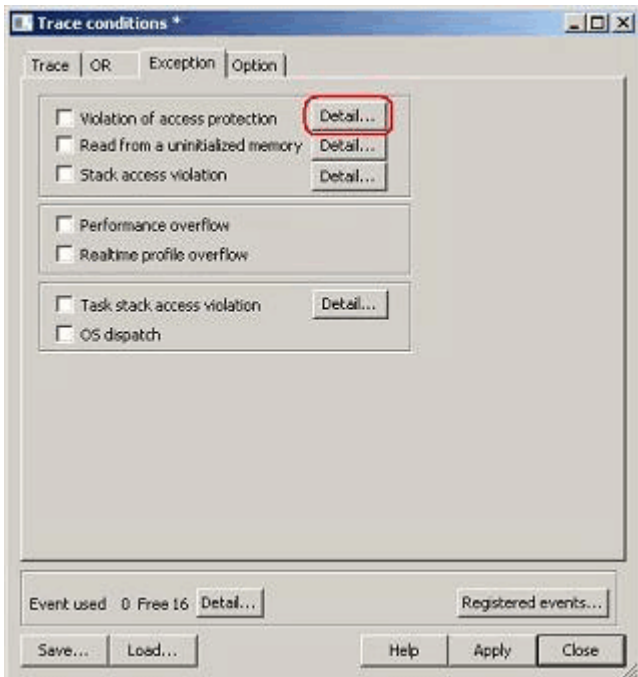 Trace conditions *
Trace OR Exception Option
Violation of access protection Detail...
Read from a uninitialized memory Detail...
Stack access violation Detail...
Performance overflow
Realtime profile overflow
Task stack access violation Detail...
OS dispatch
Event used 0 Free 16 Detail... Registered events...
Save... Load... Help Apply Close